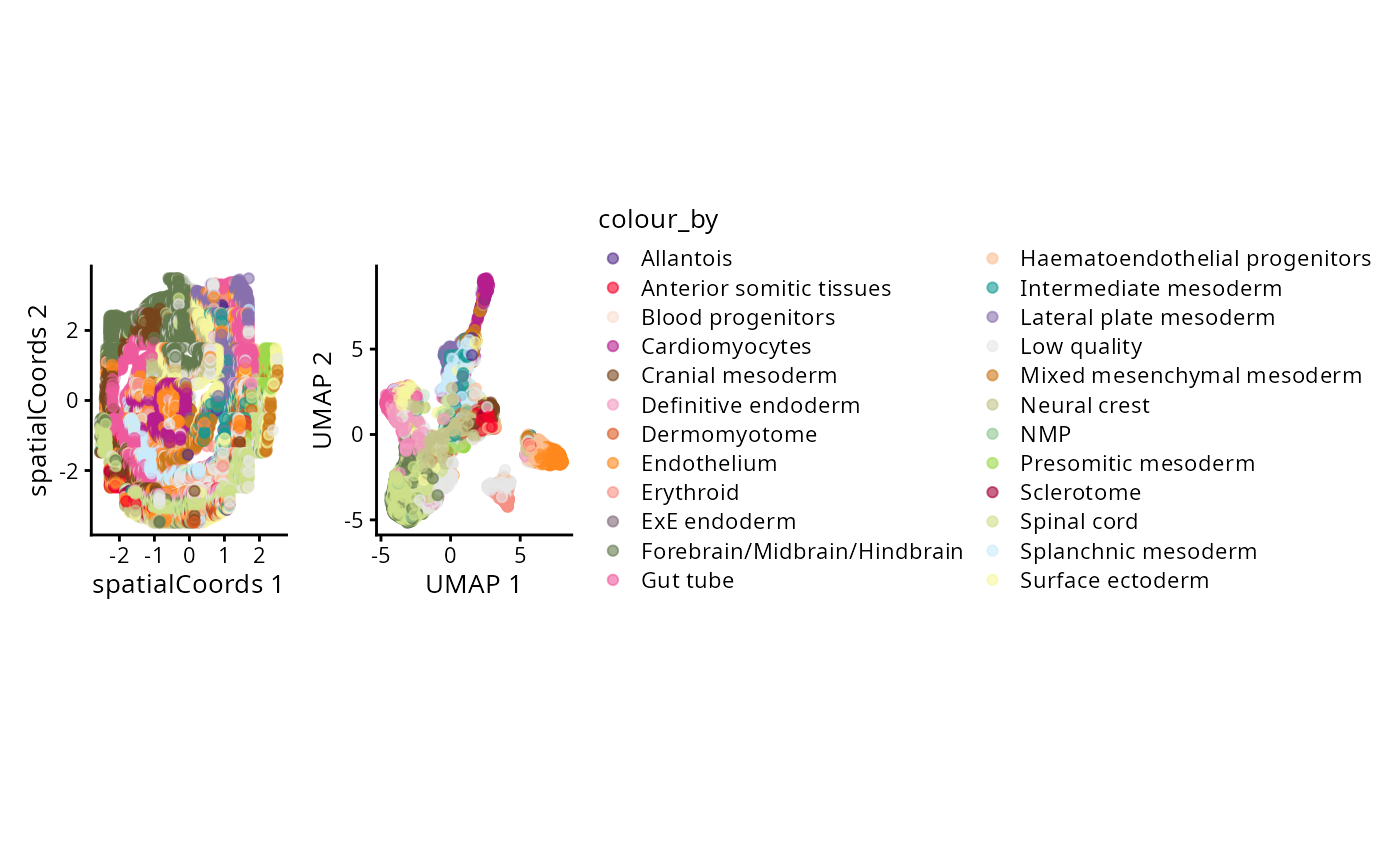 colour_by
Allantois
Anterior somitic tissues
Blood progenitors
Cardiomyocytes
Cranial mesoderm
Definitive endoderm
Dermomyotome
Endothelium
Erythroid
ExE endoderm
Forebrain/Midbrain/Hindbrain
Gut tube
Haematoendothelial progenitors
Intermediate mesoderm
Lateral plate mesoderm
Low quality
Mixed mesenchymal mesoderm
Neural crest
NMP
Presomitic mesoderm
Sclerotome
Spinal cord
Splanchnic mesoderm
Surface ectoderm
spatialCoords 2
2
0
-2
-2 -1 0 1 2
spatialCoords 1
UMAP 2
5
0
-5
-5 0 5
UMAP 1